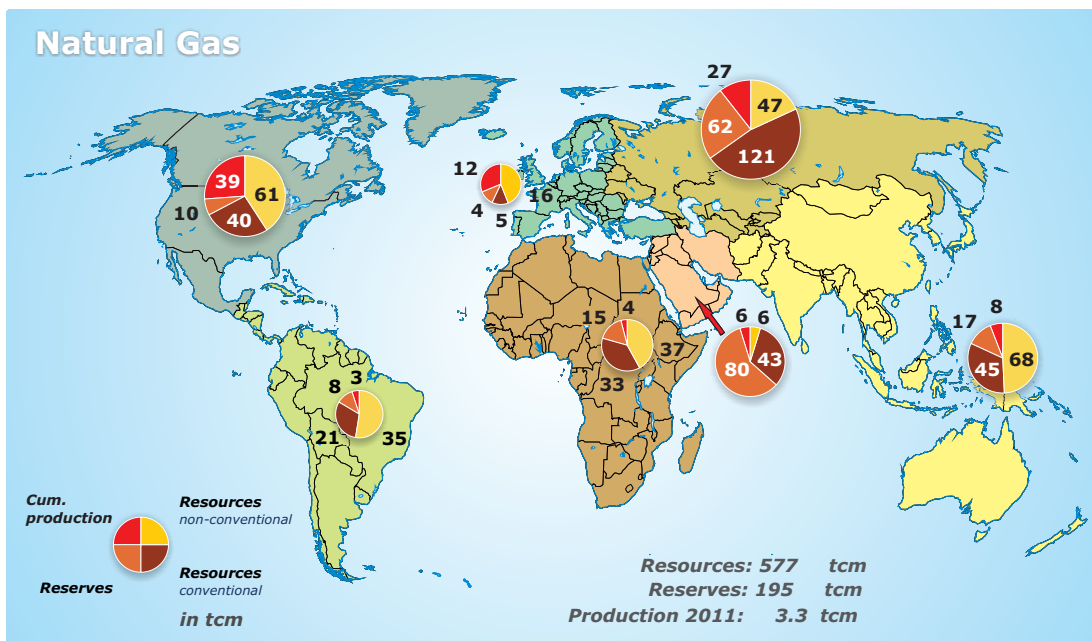 Natural Gas
27
47
62
121
12
16
4
5
39
61
10
40
15
4
37
33
6
6
43
80
17
8
68
45
8
3
21
35
Cum.
production
Resources
non-conventional
Reserves
Resources
conventional
in tcm
Resources: 577 tcm
Reserves: 195 tcm
Production 2011: 3.3 tcm